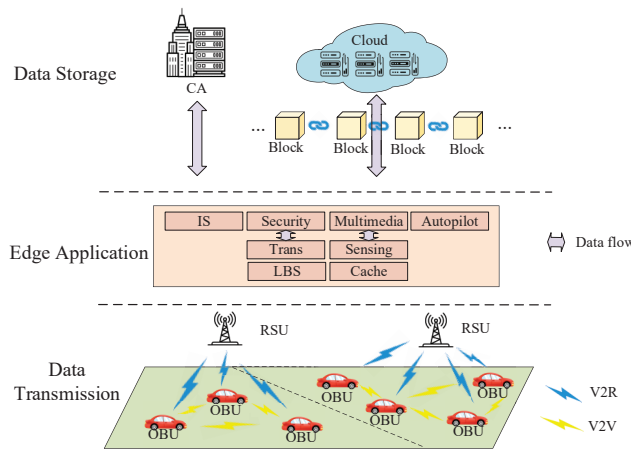 Data Storage
CA
Cloud
...
Block
Block
Block
Block
...
Edge Application
IS
Security
Multimedia
Autopilot
Trans
Sensing
LBS
Cache
Data flow
RSU
RSU
Data
Transmission
OBU
OBU
OBU
OBU
OBU
OBU
OBU
V2R
V2V